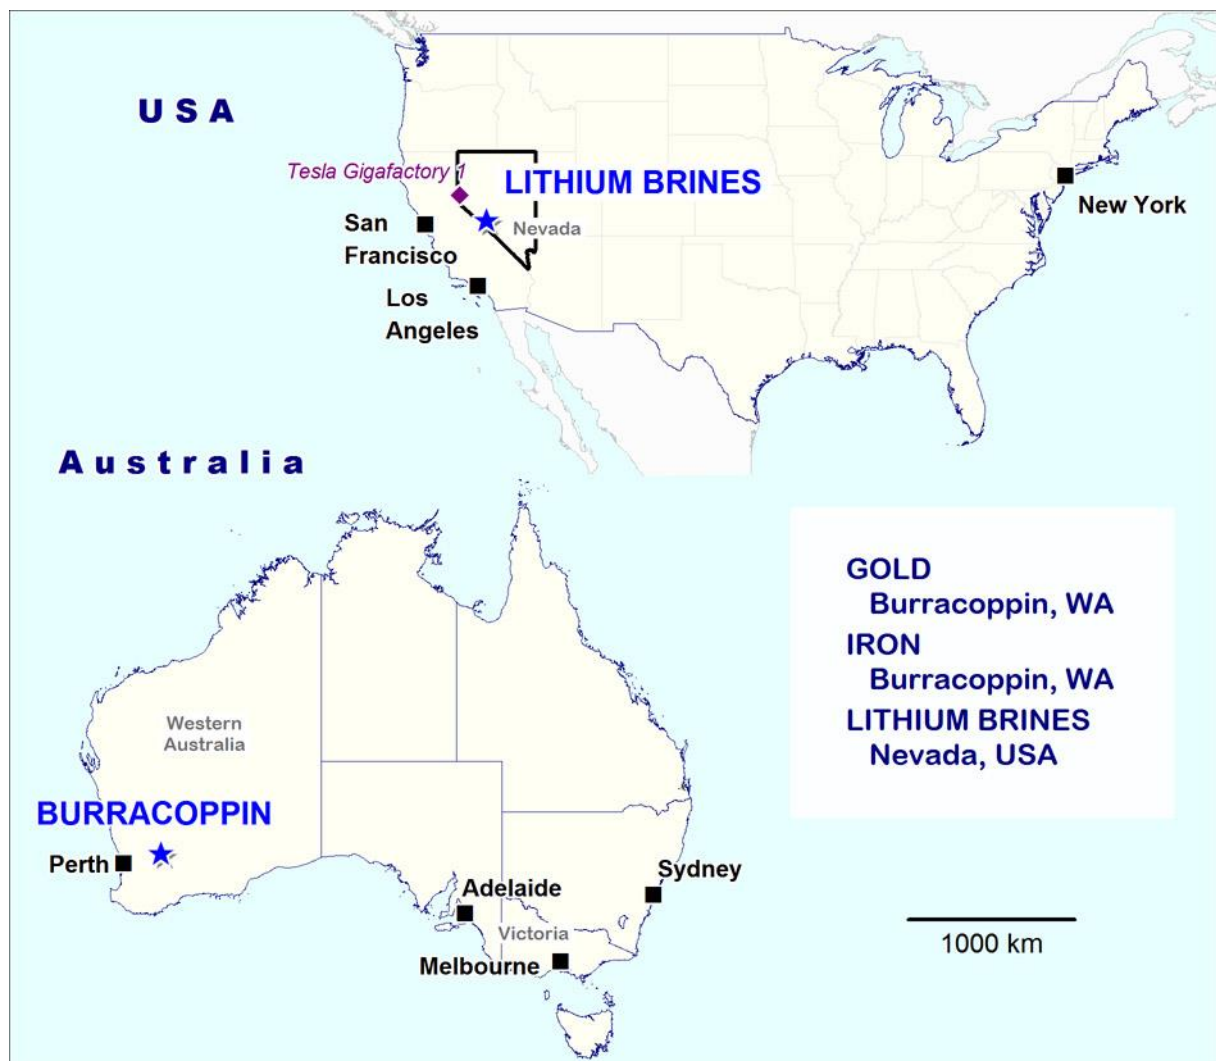 U S A
Tesla Gigafactory 1
LITHIUM BRINES
Nevada
San
Francisco
Los
Angeles
New York
Australia
GOLD
Burracoppin, WA
IRON
Burracoppin, WA
LITHIUM BRINES
Nevada, USA
Western
Australia
BURRACOPPIN
Perth
Adelaide
Sydney
Victoria
Melbourne
1000 km